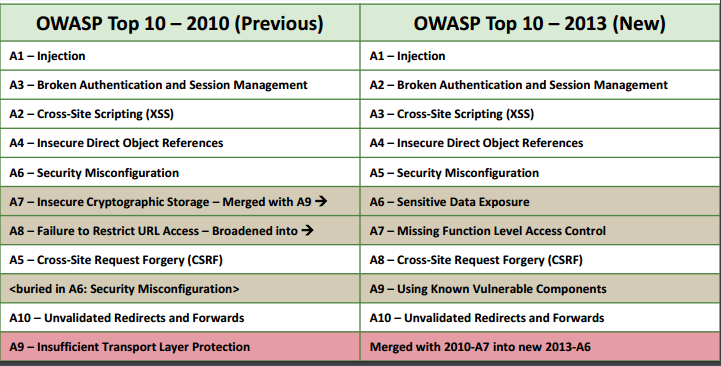 OWASP Top 10 – 2010 (Previous) OWASP Top 10 – 2013 (New)
A1 – Injection A1 – Injection
A3 – Broken Authentication and Session Management A2 – Broken Authentication and Session Management
A2 – Cross-Site Scripting (XSS) A3 – Cross-Site Scripting (XSS)
A4 – Insecure Direct Object References A4 – Insecure Direct Object References
A6 – Security Misconfiguration A5 – Security Misconfiguration
A7 – Insecure Cryptographic Storage – Merged with A9 → A6 – Sensitive Data Exposure
A8 – Failure to Restrict URL Access – Broadened into → A7 – Missing Function Level Access Control
A5 – Cross-Site Request Forgery (CSRF) A8 – Cross-Site Request Forgery (CSRF)
<buried in A6: Security Misconfiguration> A9 – Using Known Vulnerable Components
A10 – Unvalidated Redirects and Forwards A10 – Unvalidated Redirects and Forwards
A9 – Insufficient Transport Layer Protection Merged with 2010-A7 into new 2013-A6